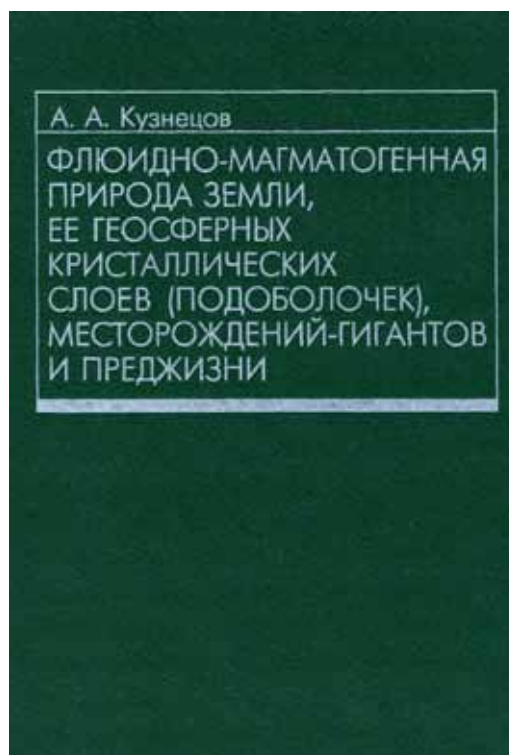 А. А. Кузнецов
ФЛЮИДНО-МАГМАТОГЕННАЯ
ПРИРОДА ЗЕМЛИ,
ЕЕ ГЕОСФЕРНЫХ
КРИСТАЛЛИЧЕСКИХ
СЛОЕВ (ПОДОБОЛОЧЕК),
МЕСТОРОЖДЕНИЙ-ГИГАНТОВ
И ПРЕДЖИЗНИ